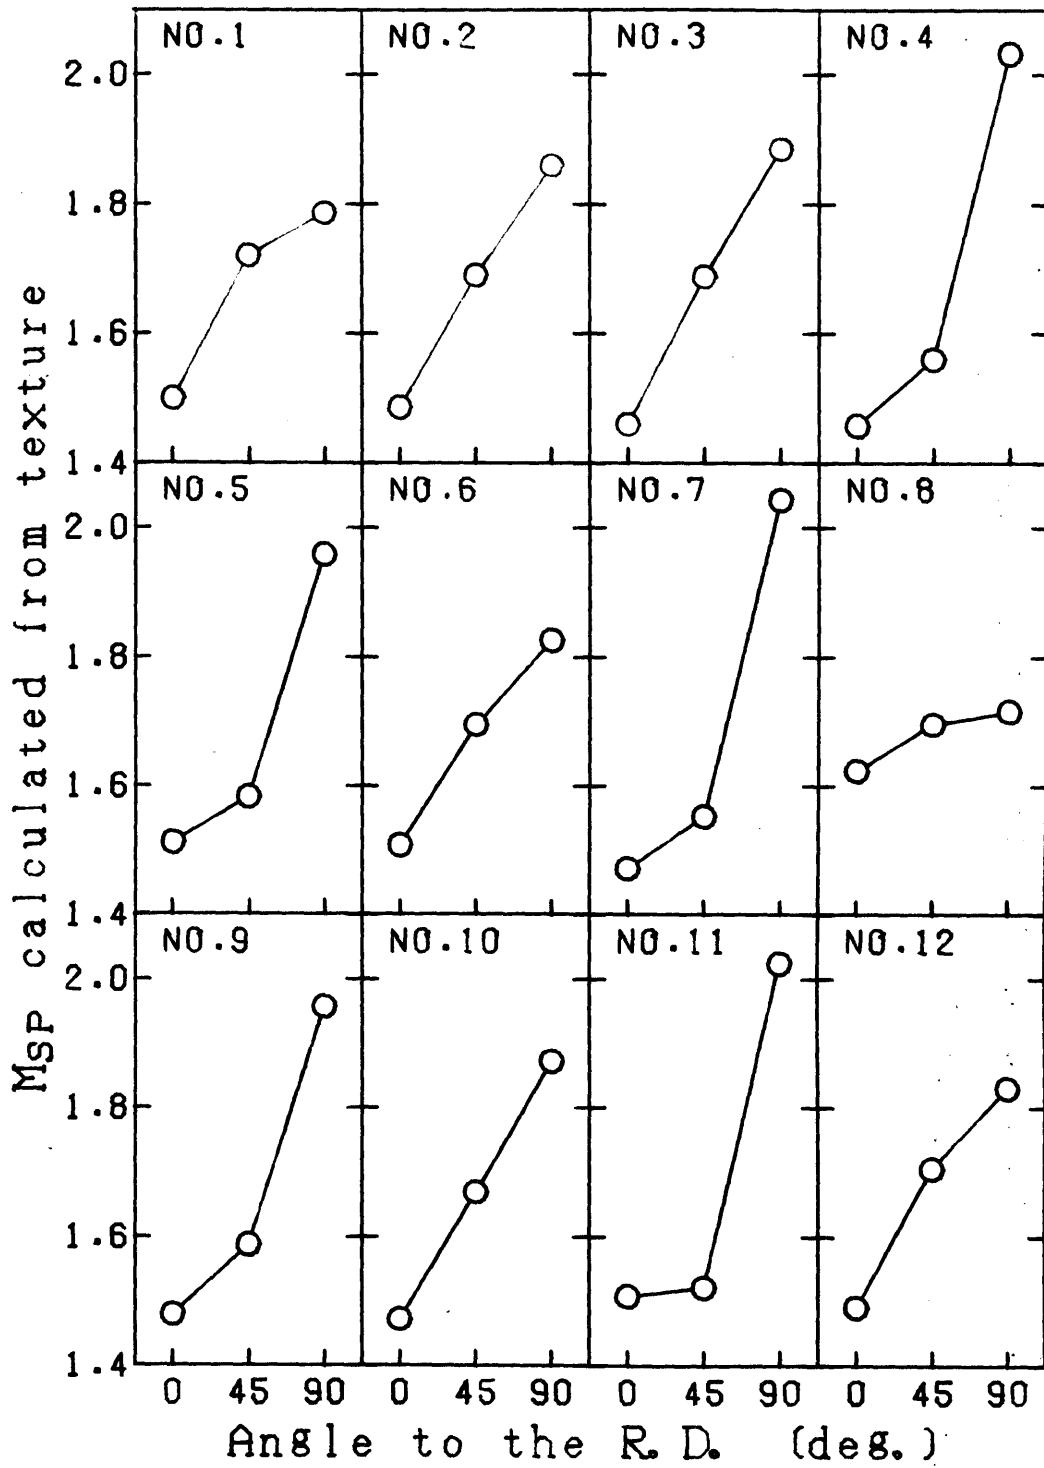 MSP calculated from texture
NO.1 NO.2 NO.3 NO.4
2.0
1.8
1.6
1.4
NO.5 NO.6 NO.7 NO.8
2.0
1.8
1.6
1.4
NO.9 NO.10 NO.11 NO.12
2.0
1.8
1.6
1.4
0 45 90 0 45 90 0 45 90 0 45 90
Angle to the R.D. (deg.)